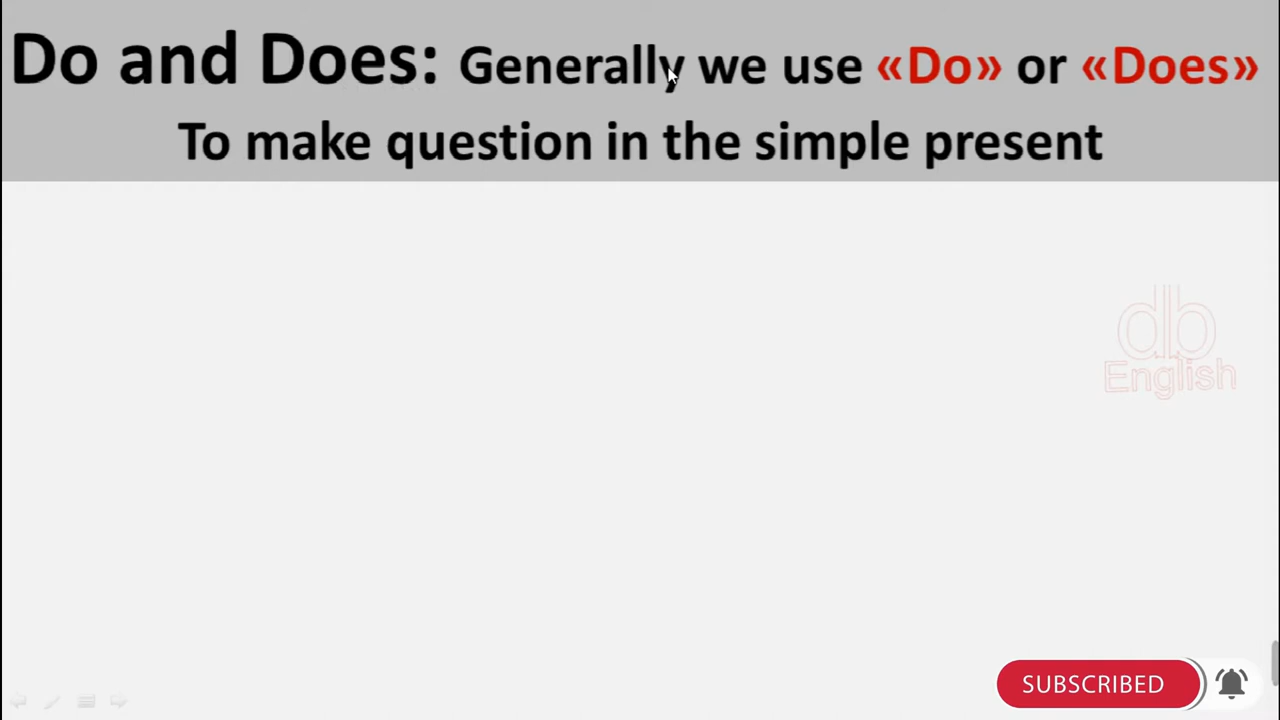 Do and Does: Generally we use «Do» or «Does»
To make question in the simple present
db
English
SUBSCRIBED